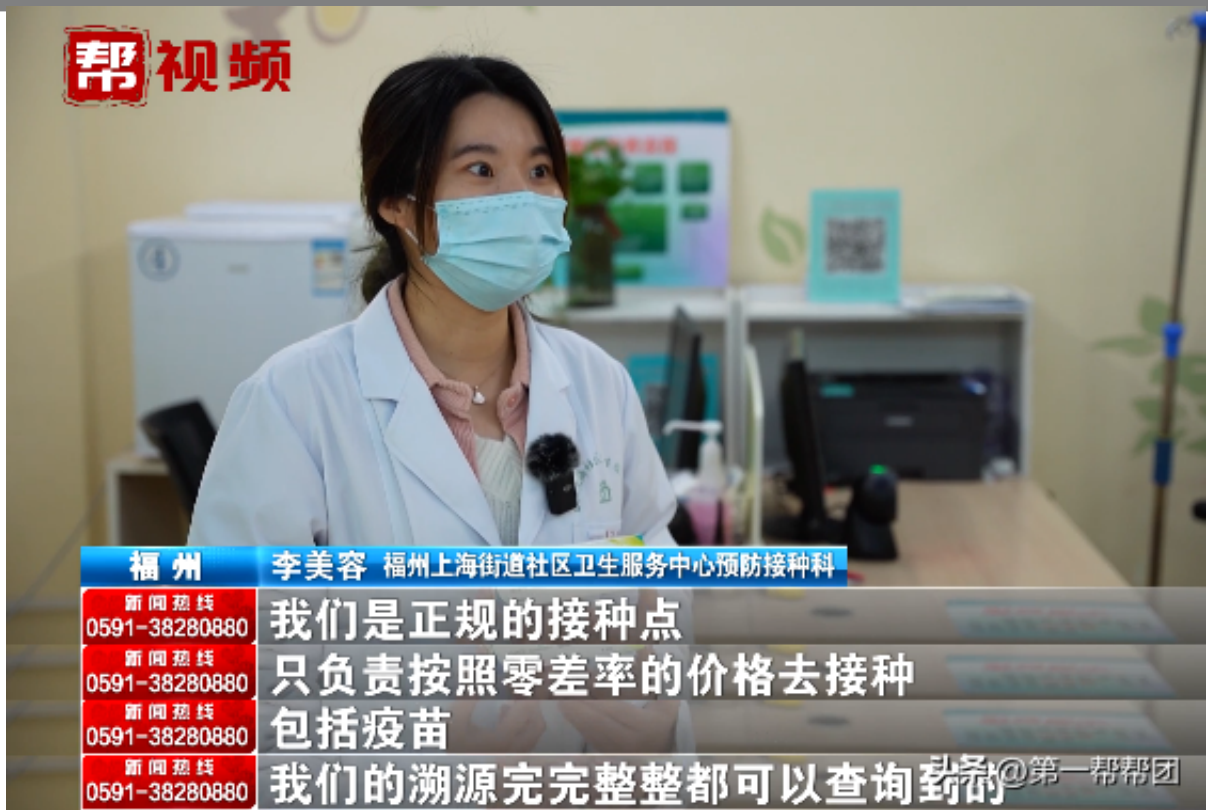 帮视频
福州 李美容 福州上海街道社区卫生服务中心预防接种科
新闻热线
0591-38280880 我们是正规的接种点
新闻热线
0591-38280880 只负责按照零差率的价格去接种
新闻热线
0591-38280880 包括疫苗
新闻热线
0591-38280880 我们的溯源完完整整都可以查询到的
头条@第一帮帮团